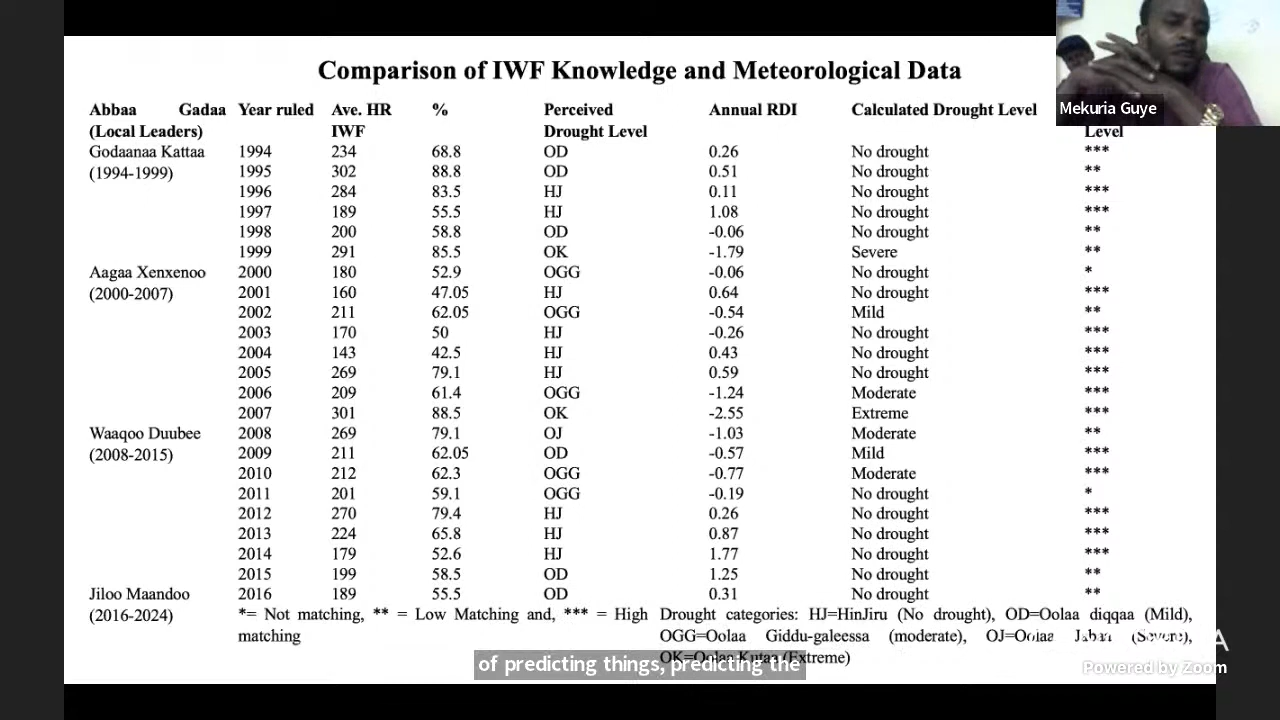 Comparison of IWF Knowledge and Meteorological Data
Mekuria Guye
Abbaa Gadaa Year ruled Ave. HR % Perceived Annual RDI Calculated Drought Level
(Local Leaders) IWF Drought Level Level
Godaanaa Kattaa 1994 234 68.8 OD 0.26 No drought ***
(1994-1999) 1995 302 88.8 OD 0.51 No drought **
1996 284 83.5 HJ 0.11 No drought ***
1997 189 55.5 HJ 1.08 No drought ***
1998 200 58.8 OD -0.06 No drought **
1999 291 85.5 OK -1.79 Severe **
Aagaa Xenxenoo 2000 180 52.9 OGG -0.06 No drought *
(2000-2007) 2001 160 47.05 HJ 0.64 No drought ***
2002 211 62.05 OGG -0.54 Mild **
2003 170 50 HJ -0.26 No drought ***
2004 143 42.5 HJ 0.43 No drought ***
2005 269 79.1 HJ 0.59 No drought ***
2006 209 61.4 OGG -1.24 Moderate ***
2007 301 88.5 OK -2.55 Extreme ***
Waaqoo Duubee 2008 269 79.1 OJ -1.03 Moderate **
(2008-2015) 2009 211 62.05 OD -0.57 Mild ***
2010 212 62.3 OGG -0.77 Moderate ***
2011 201 59.1 OGG -0.19 No drought *
2012 270 79.4 HJ 0.26 No drought ***
2013 224 65.8 HJ 0.87 No drought ***
2014 179 52.6 HJ 1.77 No drought ***
2015 199 58.5 OD 1.25 No drought **
Jiloo Maandoo 2016 189 55.5 OD 0.31 No drought **
(2016-2024) *= Not matching, ** = Low Matching and, *** = High Drought categories: HJ=HinJiru (No drought), OD=Oolaa diqqaa (Mild),
matching OGG=Oolaa Giddu-galeessa (moderate), OJ=Oolaa
(Extreme)
of predicting things, predicting the
Powered by Zoom